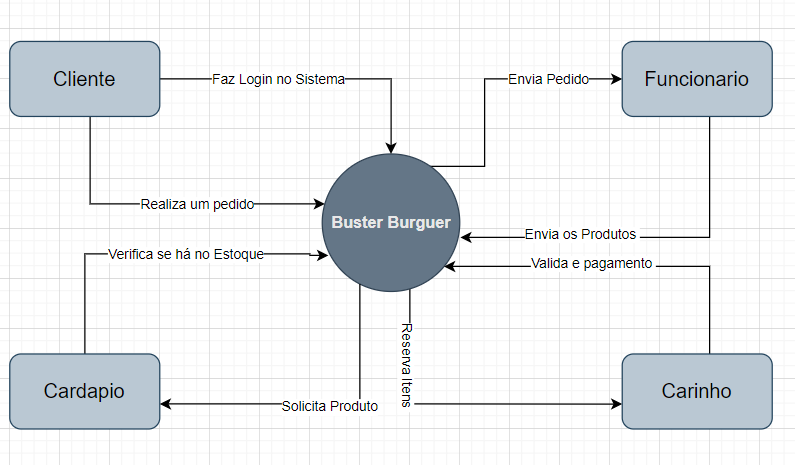 Cliente
Faz Login no Sistema
Envia Pedido
Funcionario
Realiza um pedido
Buster Burguer
Envia os Produtos
Verifica se há no Estoque
Valida e pagamento
Reserva Itens
Cardapio
Solicita Produto
Carinho